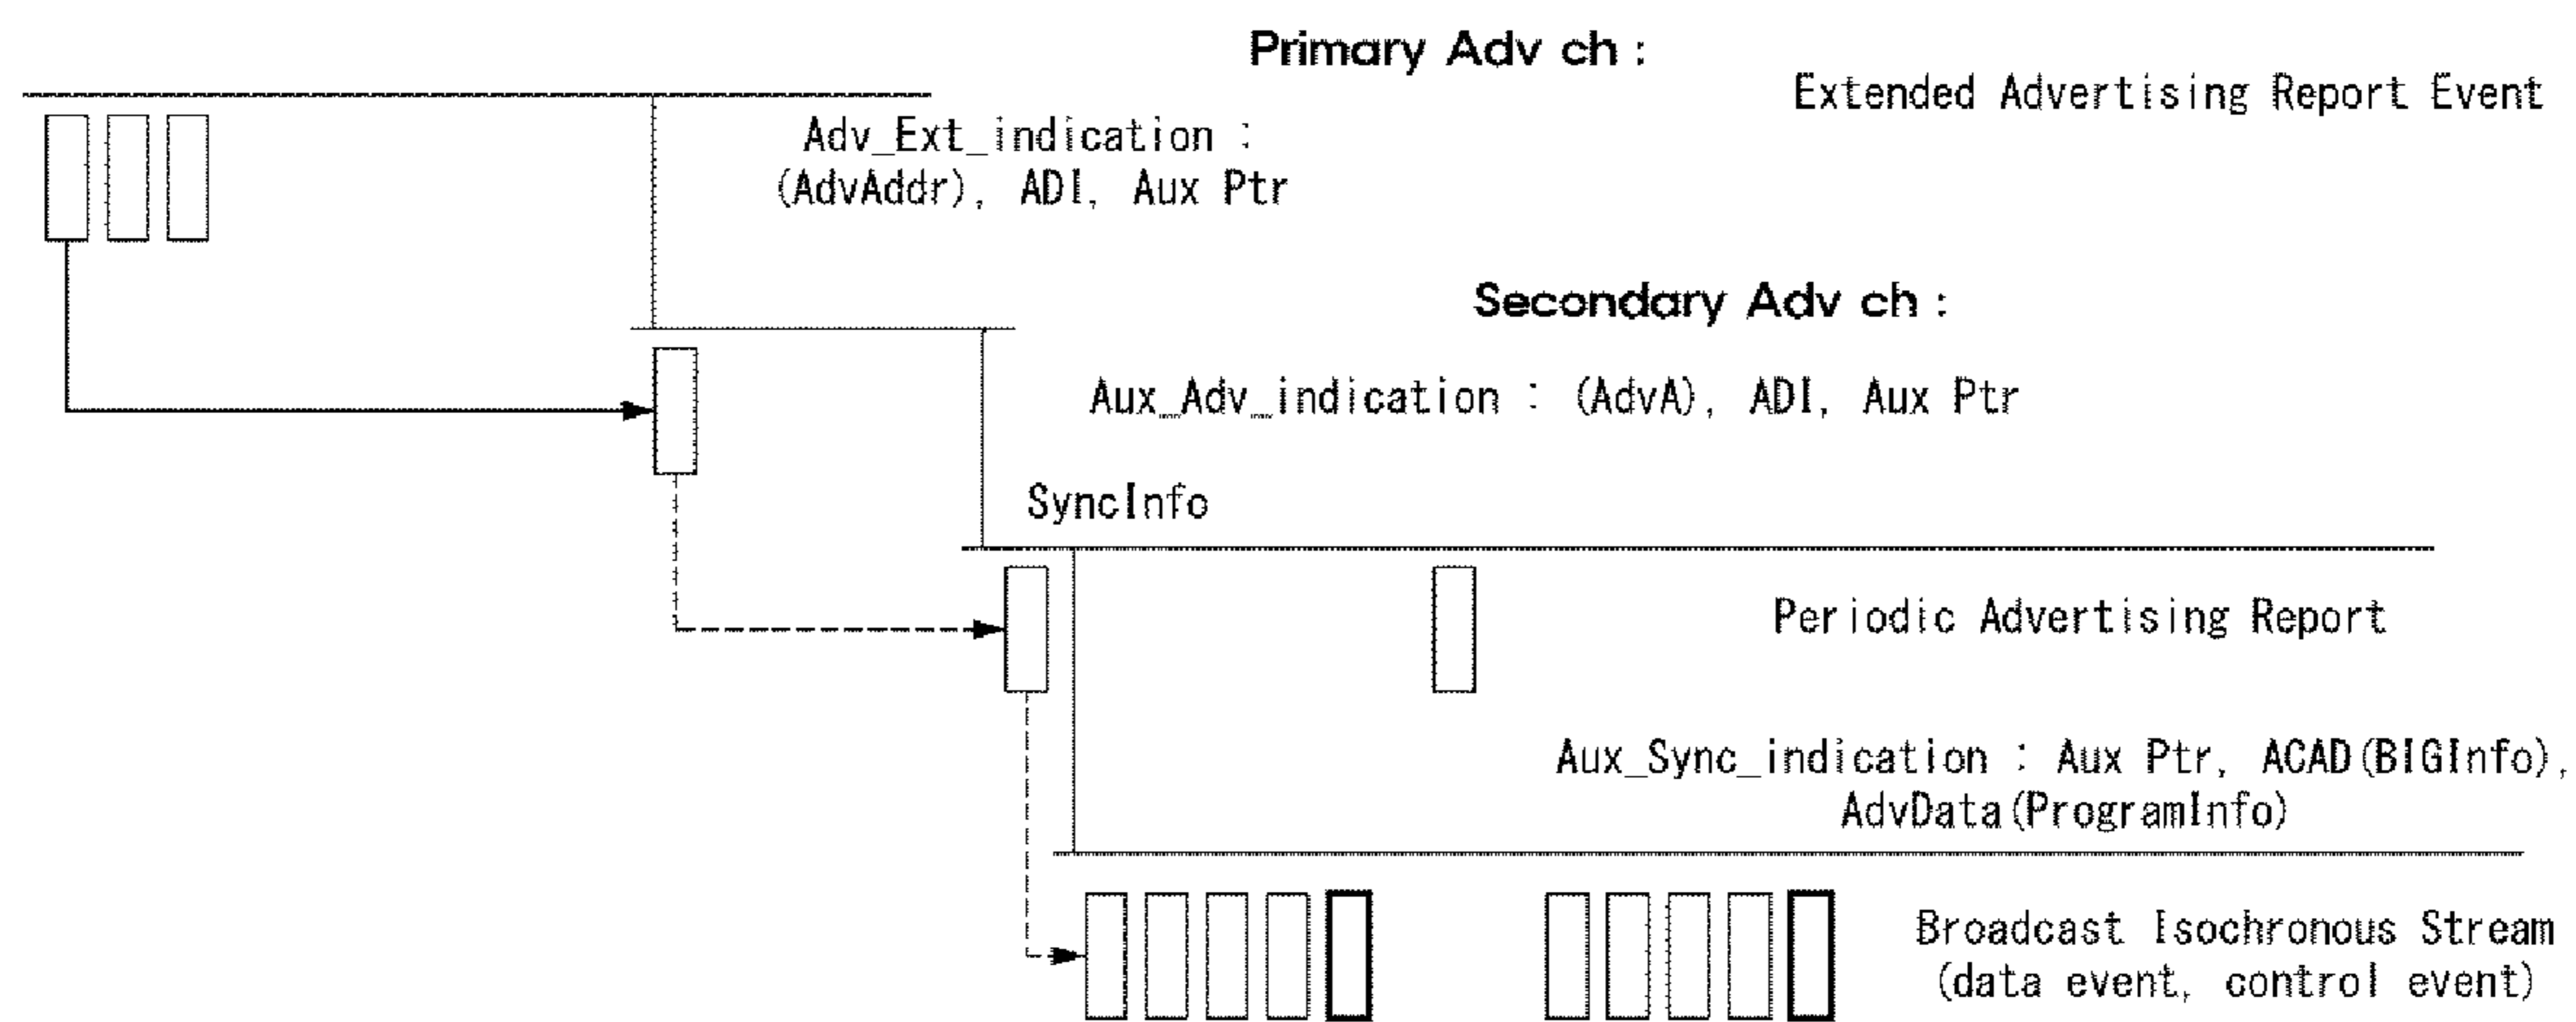 Primary Adv ch :
Extended Advertising Report Event
Adv_Ext_indication :
(AdvAddr), ADI, Aux Ptr
Secondary Adv ch :
Aux_Adv_indication : (AdvA), ADI, Aux Ptr
SyncInfo
Periodic Advertising Report
Aux_Sync_indication : Aux Ptr, ACAD(BIGInfo),
AdvData(ProgramInfo)
Broadcast Isochronous Stream
(data event, control event)